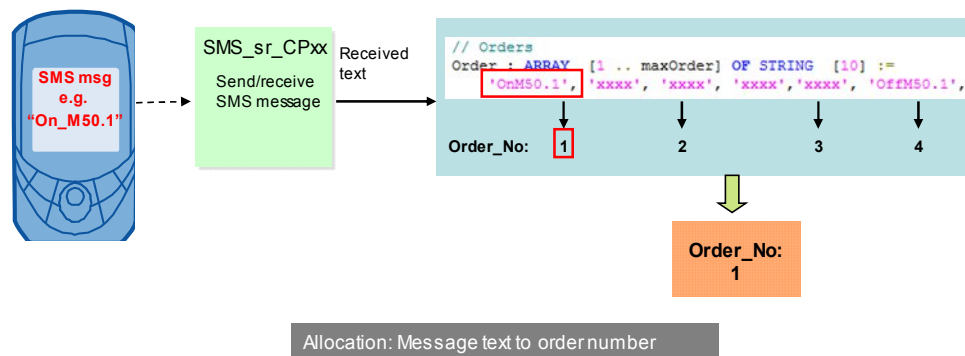 SMS msg
e.g.
“On_M50.1”
SMS_sr_CPxx
Send/receive
SMS message
Received
text
// Orders
Order : ARRAY [1 .. maxOrder] OF STRING [10] :=
'OnM50.1', 'xxxx', 'xxxx', 'xxxx','xxxx', 'OffM50.1',
Order_No: 1 2 3 4
Order_No:
1
Allocation: Message text to order number